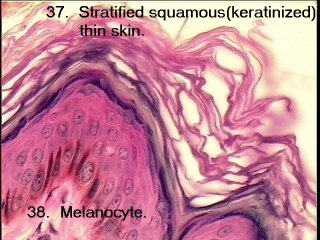 37.  Stratified squamous(keratinized)
thin skin.
38.  Melanocyte.